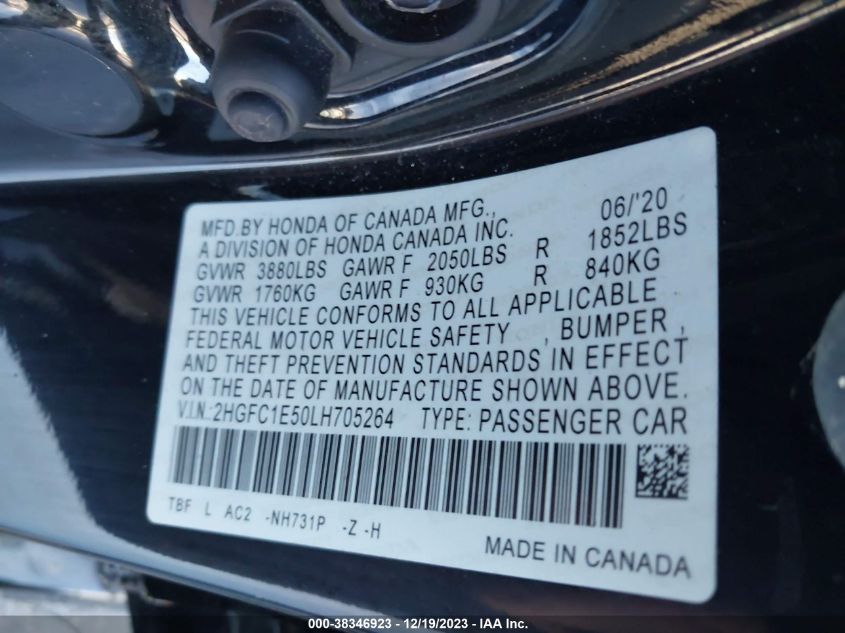 MFD.BY HONDA OF CANADA MFG., 06/'20
A DIVISION OF HONDA CANADA INC.
GVWR 3880LBS GAWR F 2050LBS R 1852LBS
GVWR 1760KG GAWR F 930KG R 840KG
THIS VEHICLE CONFORMS TO ALL APPLICABLE
FEDERAL MOTOR VEHICLE SAFETY , BUMPER ,
AND THEFT PREVENTION STANDARDS IN EFFECT
ON THE DATE OF MANUFACTURE SHOWN ABOVE.
V.I.N.:2HGFC1E50LH705264 TYPE: PASSENGER CAR
TBF L AC2 -NH731P -Z -H
MADE IN CANADA
000-38346923 - 12/19/2023 - IAA Inc.